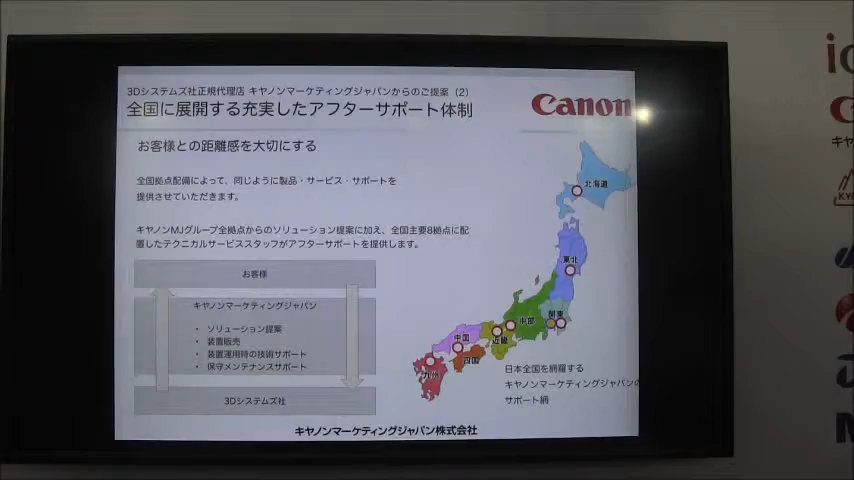 3Dシステムズ社正規代理店 キヤノンマーケティングジャパンからのご提案（2）
全国に展開する充実したアフターサポート体制
Canon
お客様との距離感を大切にする
全国拠点配備によって、同じように製品・サービス・サポートを
提供させていただきます。
キヤノンMJグループ全拠点からのソリューション提案に加え、全国主要8拠点に配
置したテクニカルサービススタッフがアフターサポートを提供します。
お客様
キヤノンマーケティングジャパン
・ ソリューション提案
・ 装置販売
・ 装置運用時の技術サポート
・ 保守メンテナンスサポート
3Dシステムズ社
北海道
東北
関東
中部
近畿
中国
四国
九州
日本全国を網羅する
キヤノンマーケティングジャパンの
サポート網
キヤノンマーケティングジャパン株式会社